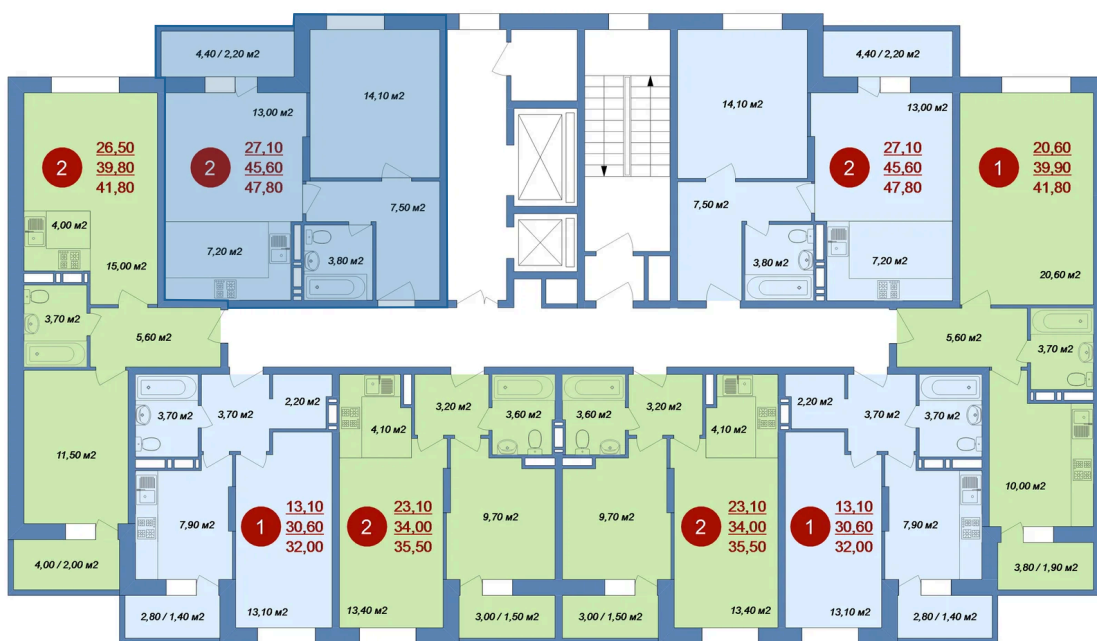 4,40 / 2,20 м2
14,10 м2
13,00 м2
2
27,10
45,60
47,80
7,20 м2
7,50 м2
3,80 м2
2
26,50
39,80
41,80
4,00 м2
15,00 м2
3,70 м2
5,60 м2
11,50 м2
4,00 / 2,00 м2
14,10 м2
4,40 / 2,20 м2
13,00 м2
2
27,10
45,60
47,80
7,50 м2
3,80 м2
7,20 м2
1
20,60
39,90
41,80
20,60 м2
5,60 м2
3,70 м2
10,00 м2
3,80 / 1,90 м2
3,70 м2
3,70 м2
2,20 м2
7,90 м2
1
13,10
30,60
32,00
13,10 м2
2,80 / 1,40 м2
3,20 м2
3,60 м2
4,10 м2
2
23,10
34,00
35,50
9,70 м2
13,40 м2
3,00 / 1,50 м2
3,60 м2
3,20 м2
4,10 м2
9,70 м2
2
23,10
34,00
35,50
13,40 м2
3,00 / 1,50 м2
2,20 м2
3,70 м2
3,70 м2
1
13,10
30,60
32,00
7,90 м2
13,10 м2
2,80 / 1,40 м2